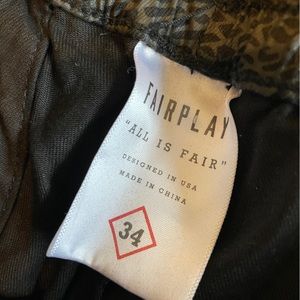 FAIRPLAY
"ALL IS FAIR"
DESIGNED IN USA
MADE IN CHINA
34